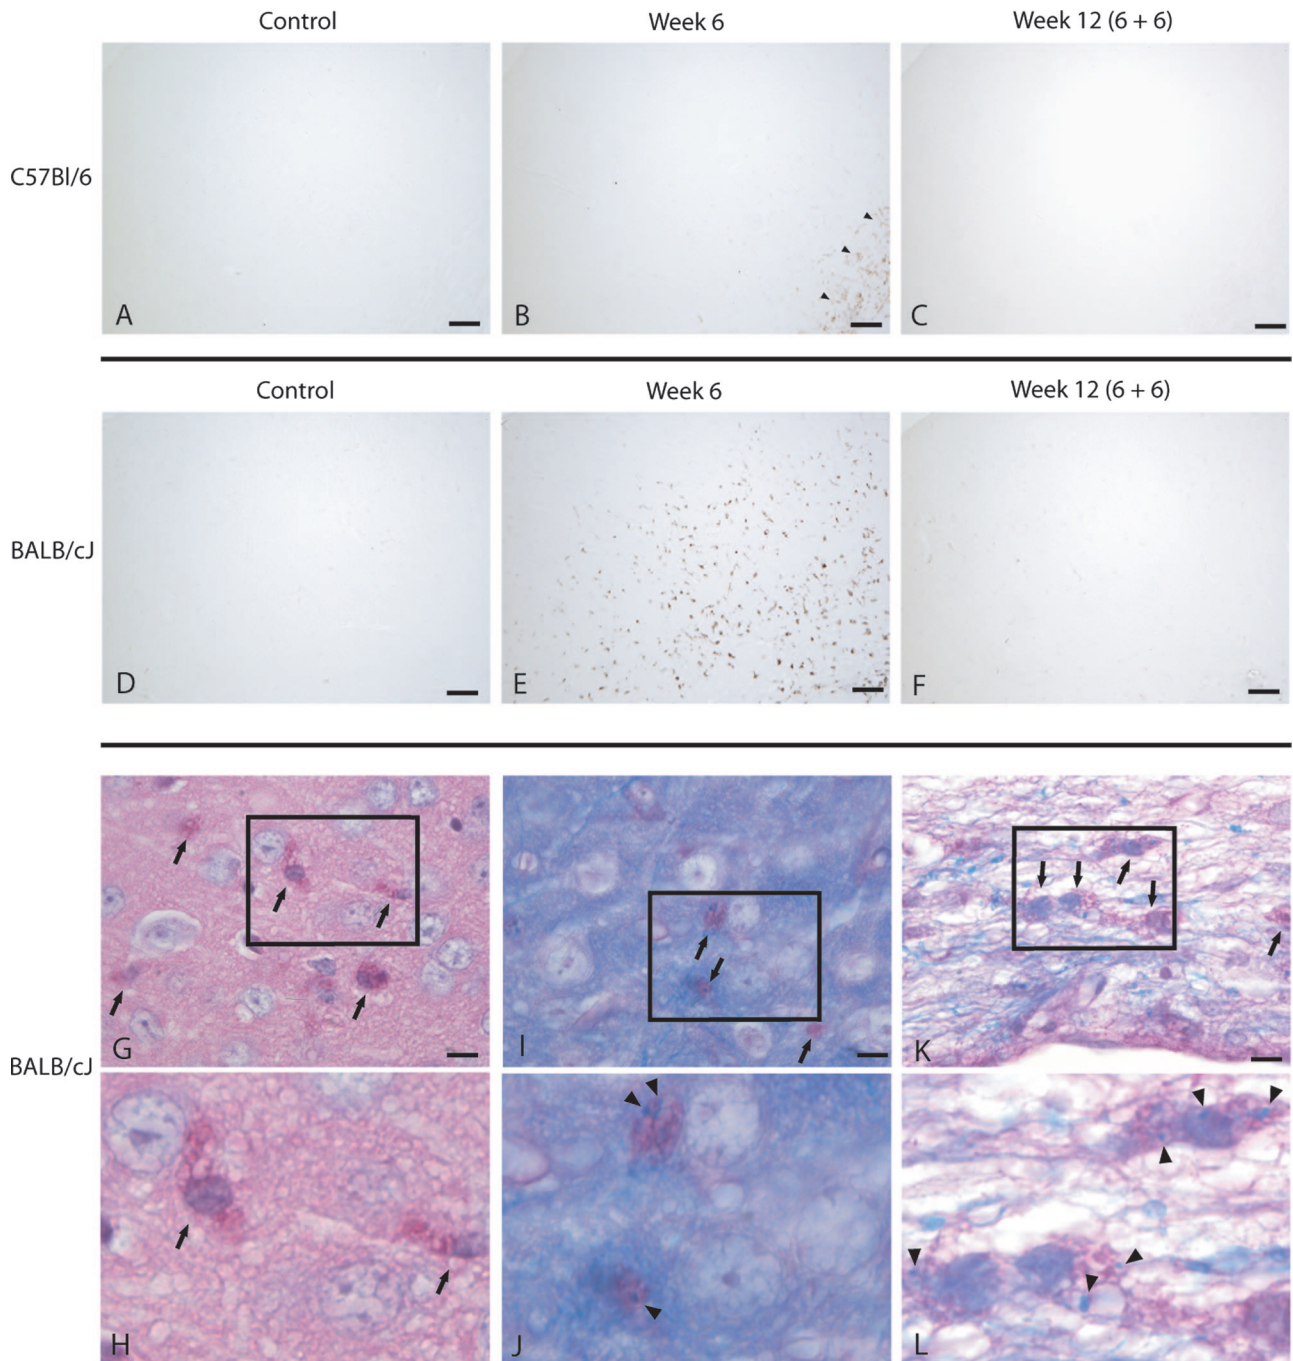 Control Week 6 Week 12 (6 + 6)
C57Bl/6
A B C
Control Week 6 Week 12 (6 + 6)
BALB/cJ
D E F
G I K
BALB/cJ
H J L